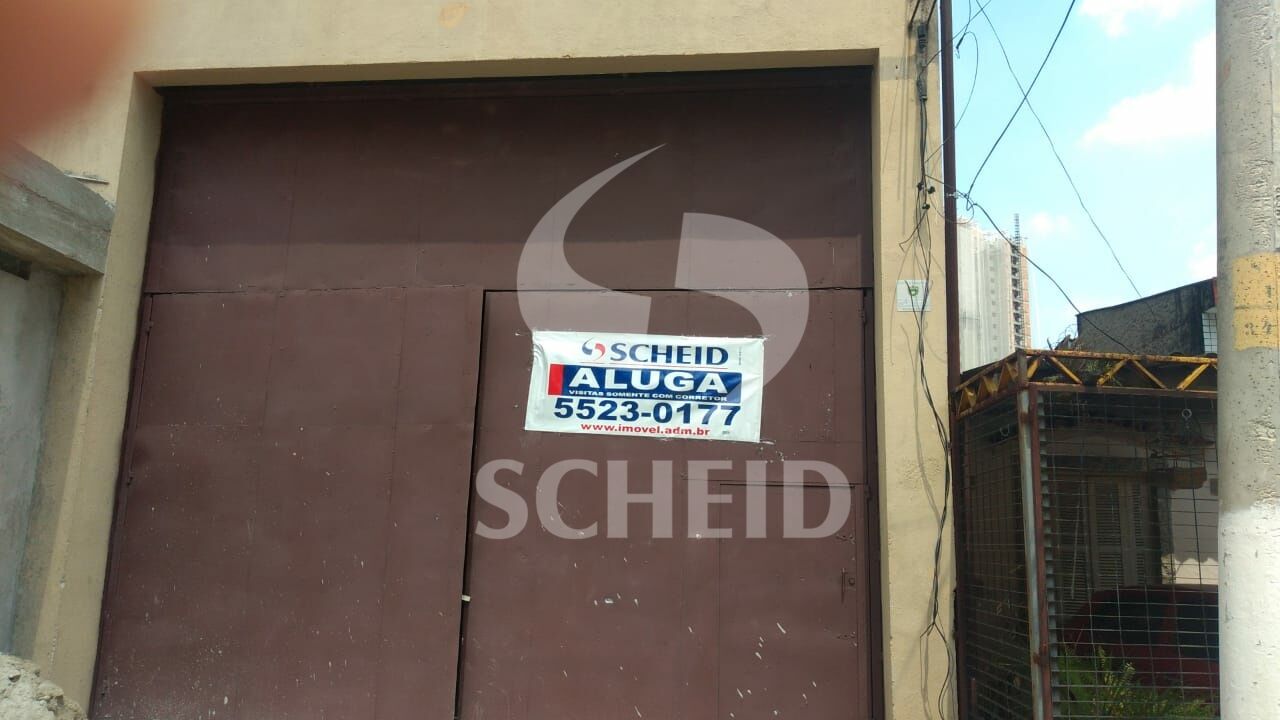 SCHEID
ALUGA
VISITAS SOMENTE COM CORRETOR
5523-0177
www.imovel.adm.br
SCHEID